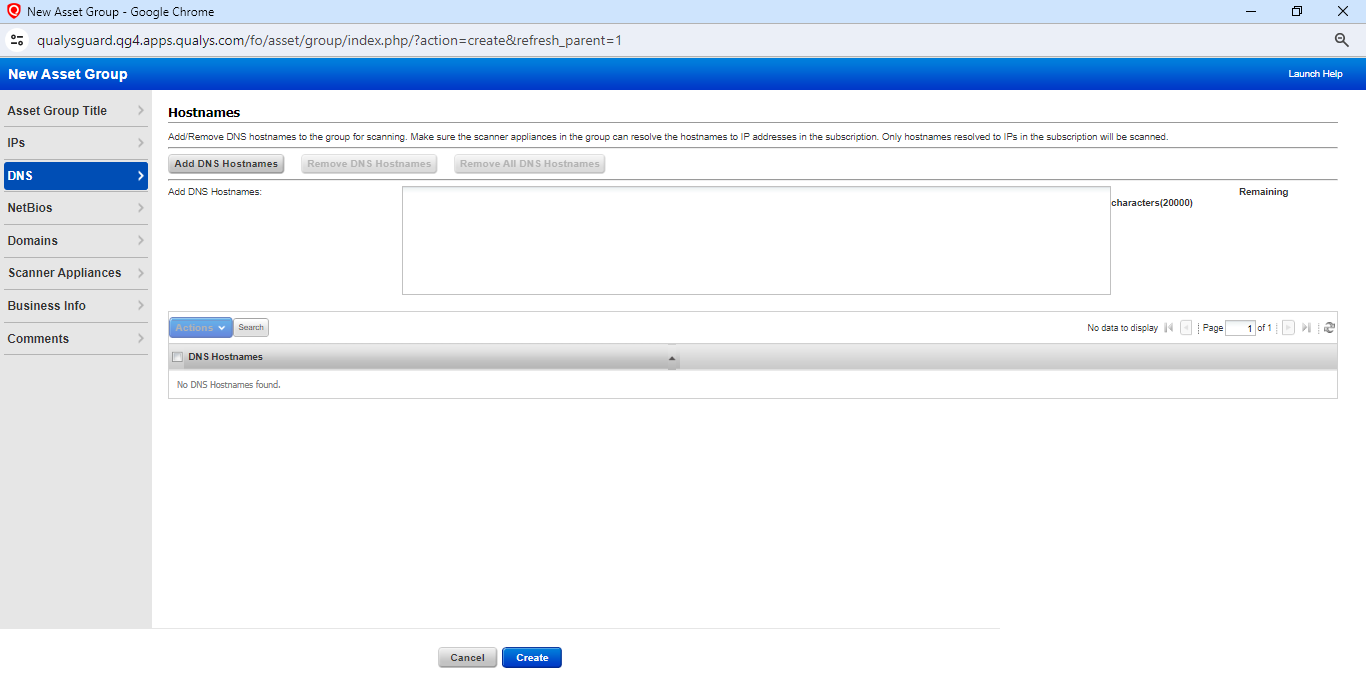 New Asset Group - Google Chrome
qualysguard.qg4.apps.qualys.com/fo/asset/group/index.php/?action=create&refresh_parent=1
New Asset Group
Launch Help
Asset Group Title
IPs
DNS
NetBios
Domains
Scanner Appliances
Business Info
Comments
Hostnames
Add/Remove DNS hostnames to the group for scanning. Make sure the scanner appliances in the group can resolve the hostnames to IP addresses in the subscription. Only hostnames resolved to IPs in the subscription will be scanned.
Add DNS Hostnames Remove DNS Hostnames Remove All DNS Hostnames
Add DNS Hostnames:
Remaining
characters(20000)
Actions Search No data to display Page 1 of 1
DNS Hostnames
No DNS Hostnames found.
Cancel Create